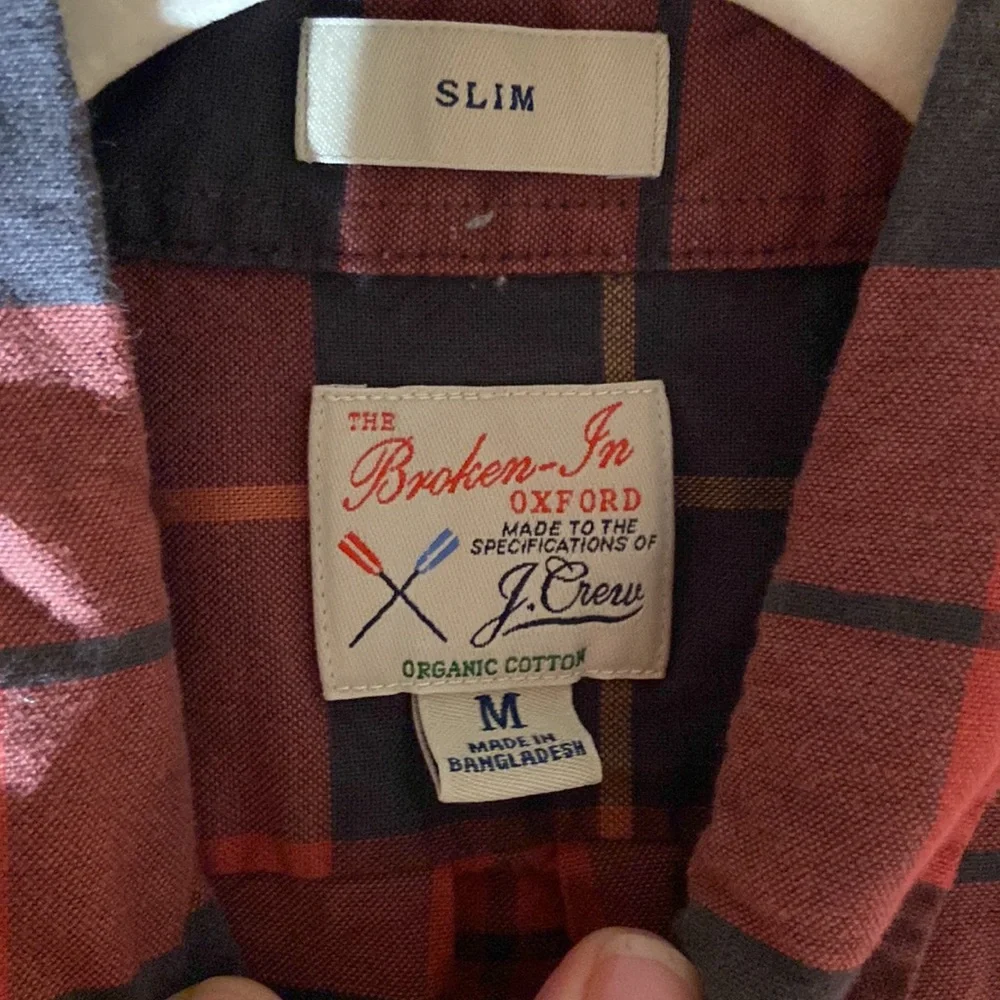 SLIM
THE
Broken-In
OXFORD
MADE TO THE
SPECIFICATIONS OF
J.Crew
ORGANIC COTTON
M
MADE IN
BANGLADESH